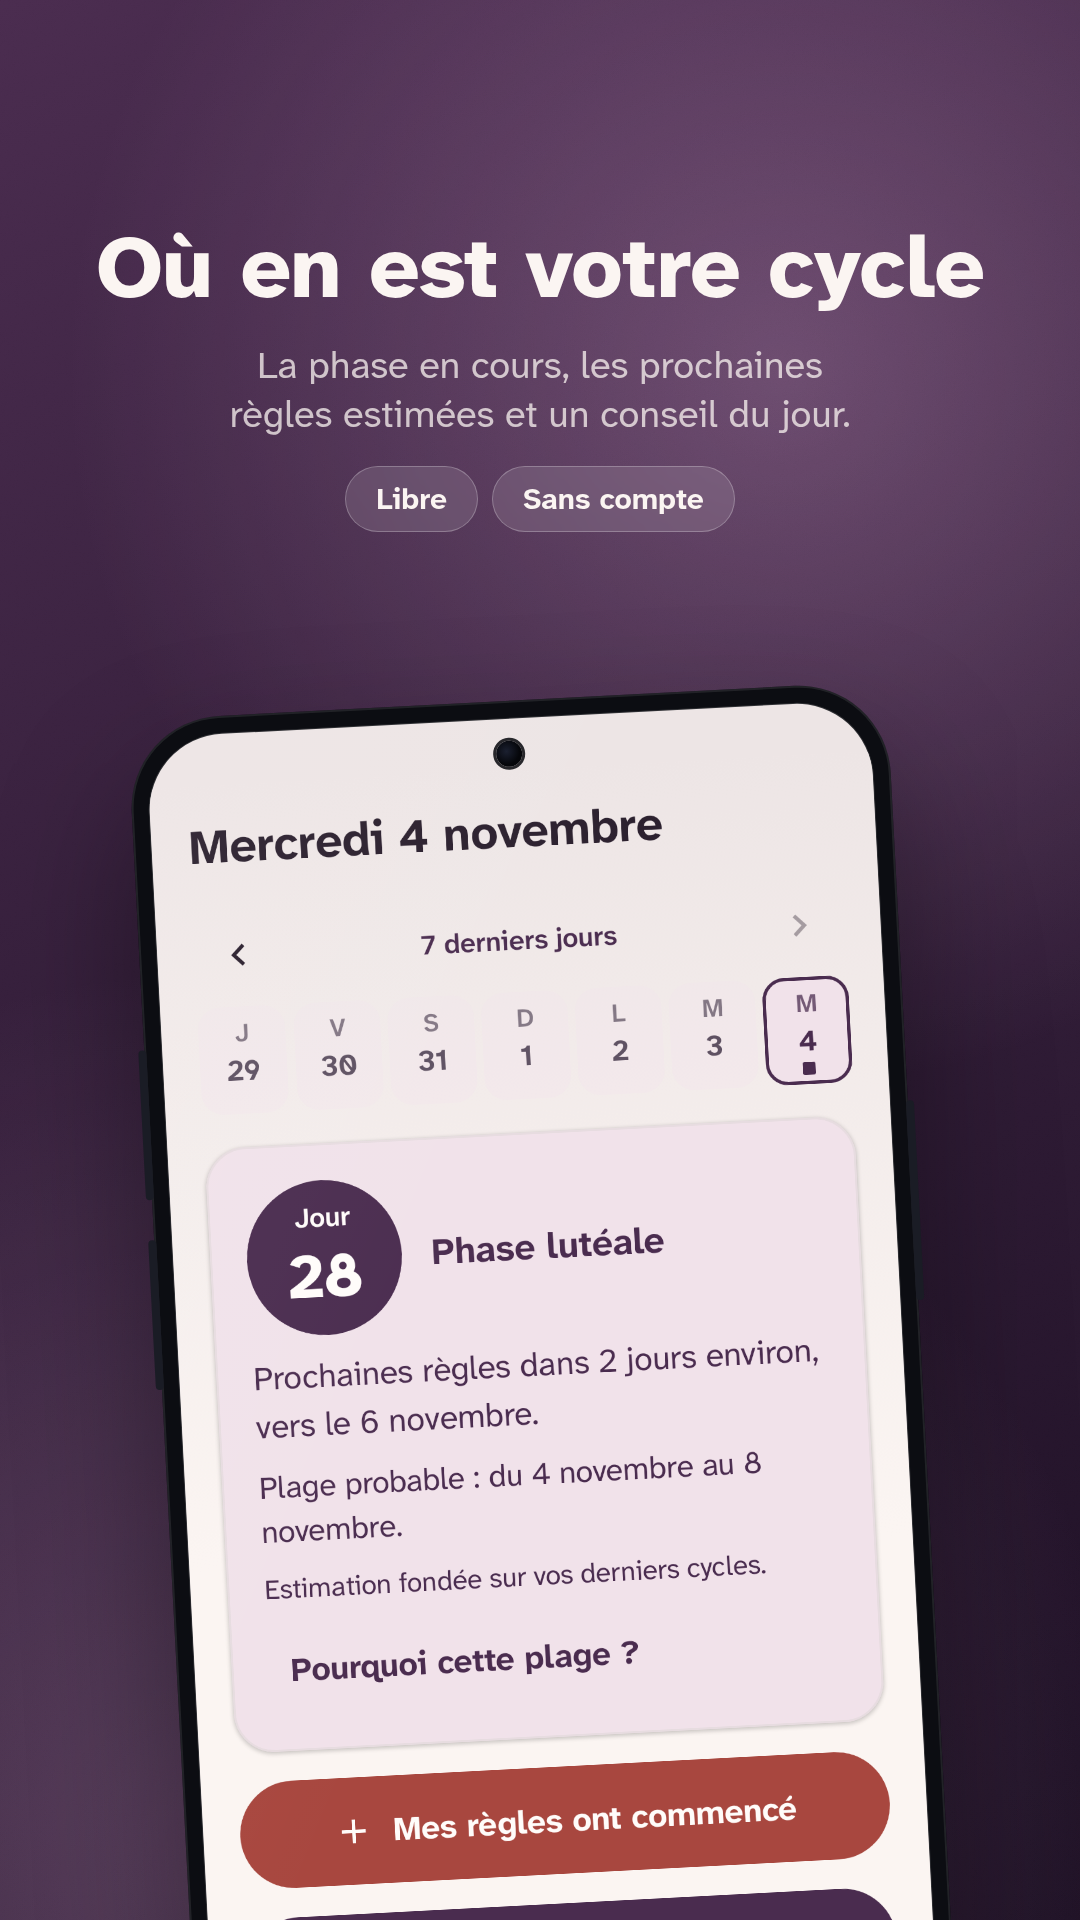 Où en est votre cycle
La phase en cours, les prochaines
règles estimées et un conseil du jour.
Libre
Sans compte
Mercredi 4 novembre
7 derniers jours
J V S D L M M
29 30 31 1 2 3 4
Jour
28
Phase lutéale
Prochaines règles dans 2 jours environ,
vers le 6 novembre.
Plage probable : du 4 novembre au 8
novembre.
Estimation fondée sur vos derniers cycles.
Pourquoi cette plage ?
+ Mes règles ont commencé